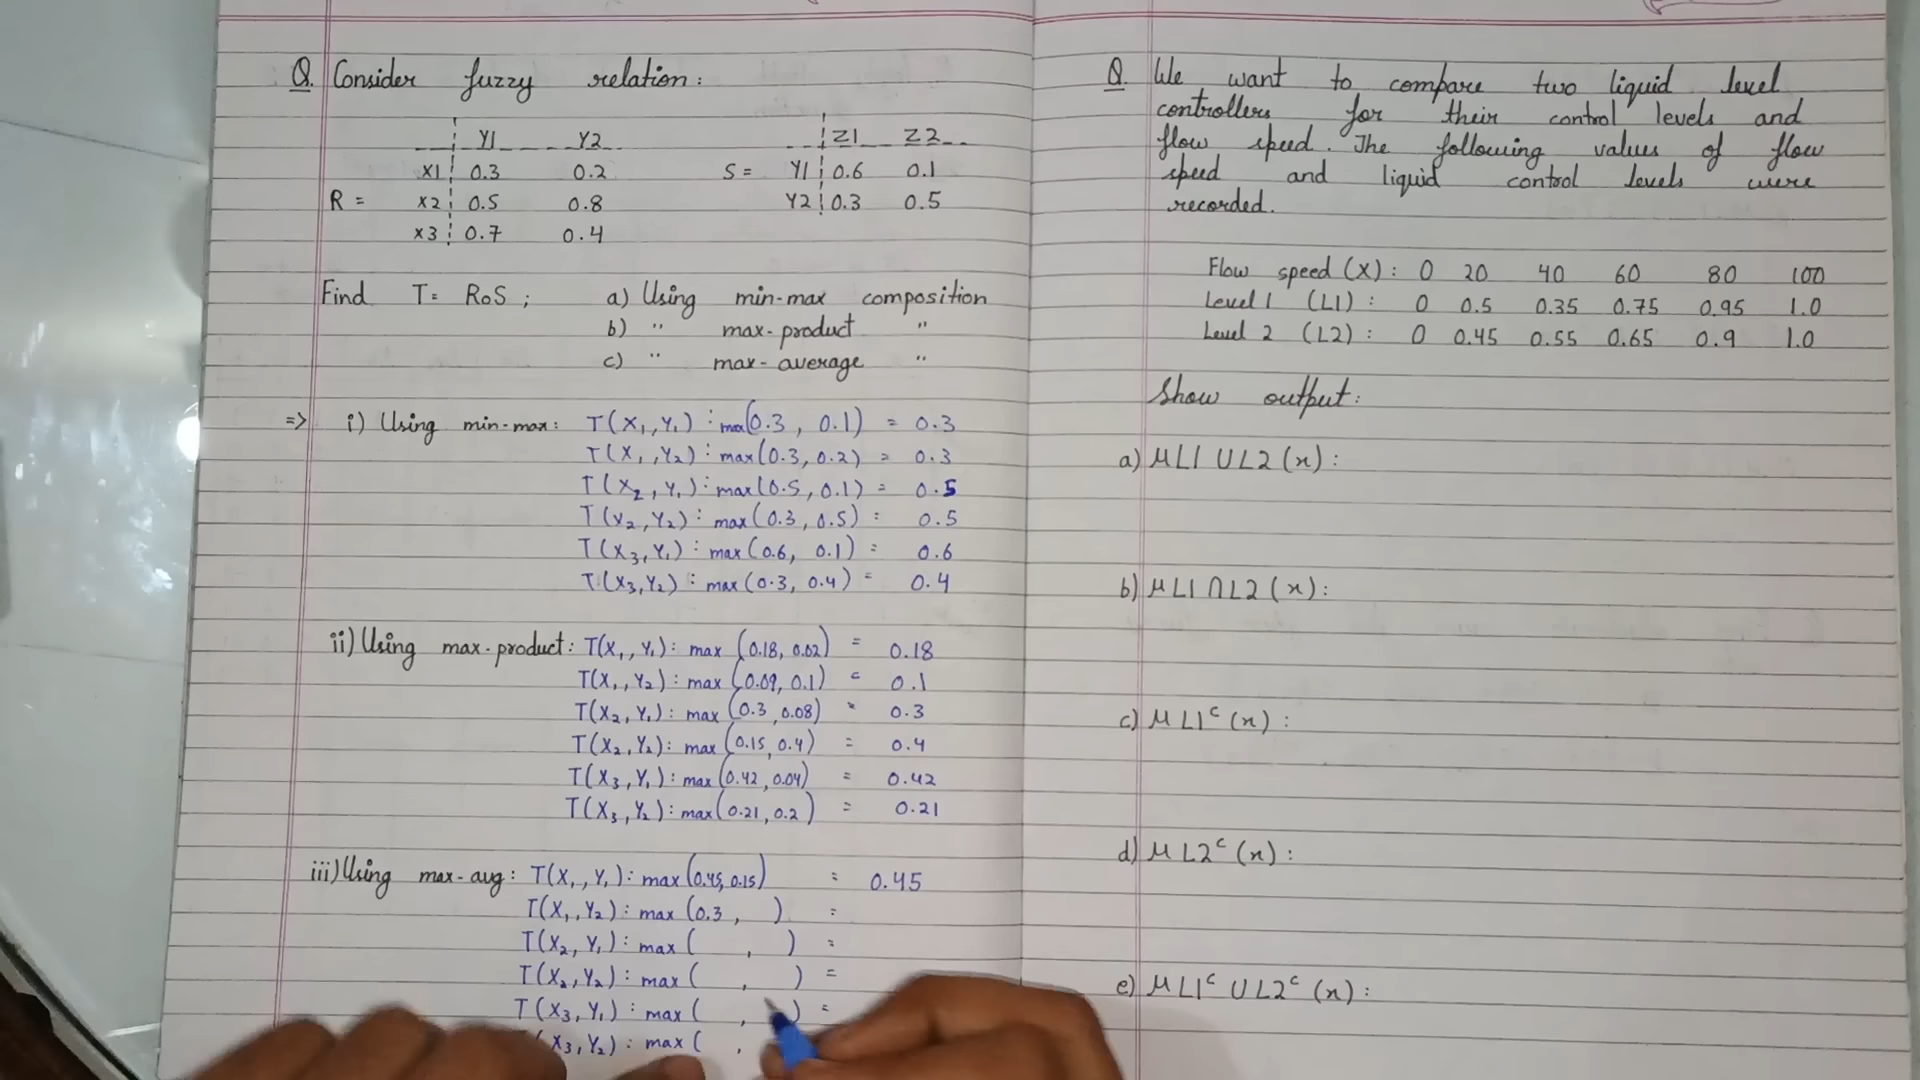 Q. Consider fuzzy relation:
Y1 Y2
X1 0.3 0.2
R = X2 0.5 0.8
X3 0.7 0.4
Z1 Z2
S = Y1 0.6 0.1
Y2 0.3 0.5
Find T = RoS ; a) Using min-max composition
b) " max-product "
c) " max-average "
=> i) Using min-max: T(X₁,Y₁) : max(0.3, 0.1) = 0.3
T(X₁,Y₂) : max(0.3, 0.2) = 0.3
T(X₂,Y₁) : max(0.5, 0.1) = 0.5
T(X₂,Y₂) : max(0.3, 0.5) = 0.5
T(X₃,Y₁) : max(0.6, 0.1) = 0.6
T(X₃,Y₂) : max(0.3, 0.4) = 0.4
ii) Using max-product: T(X₁,Y₁) : max (0.18, 0.02) = 0.18
T(X₁,Y₂) : max (0.09, 0.1) = 0.1
T(X₂,Y₁) : max (0.3, 0.08) = 0.3
T(X₂,Y₂) : max (0.15, 0.4) = 0.4
T(X₃,Y₁) : max (0.42, 0.04) = 0.42
T(X₃,Y₂) : max (0.21, 0.2) = 0.21
iii) Using max-avg: T(X₁,Y₁) : max(0.45, 0.15) = 0.45
T(X₁,Y₂) : max (0.3 , ) =
T(X₂,Y₁) : max ( , ) =
T(X₂,Y₂) : max ( , ) =
T(X₃,Y₁) : max ( , ) =
X₃,Y₂) : max ( ,
Q. We want to compare two liquid level
controllers for their control levels and
flow speed. The following values of flow
speed and liquid control levels were
recorded.
Flow speed (X) : 0 20 40 60 80 100
Level 1 (L1) : 0 0.5 0.35 0.75 0.95 1.0
Level 2 (L2) : 0 0.45 0.55 0.65 0.9 1.0
Show output:
a) μL1 ∪ L2 (x) :
b) μL1 ∩ L2 (x) :
c) μL1ᶜ (x) :
d) μL2ᶜ (x) :
e) μL1ᶜ ∪ L2ᶜ (x) :